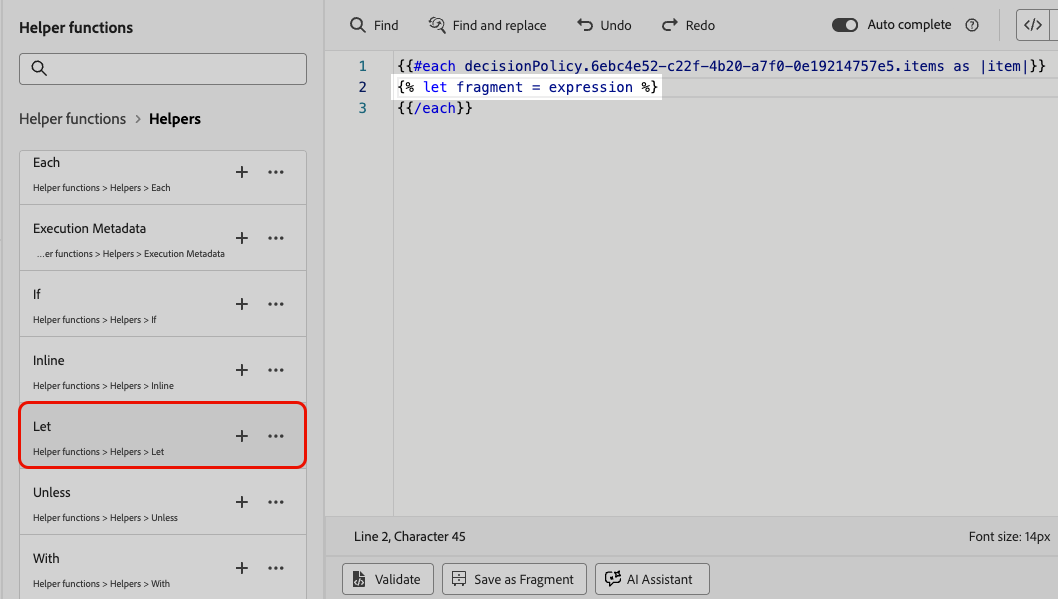 Helper functions
Helper functions > Helpers
Each
Helper functions > Helpers > Each
Execution Metadata
...er functions > Helpers > Execution Metadata
If
Helper functions > Helpers > If
Inline
Helper functions > Helpers > Inline
Let
Helper functions > Helpers > Let
Unless
Helper functions > Helpers > Unless
With
Helper functions > Helpers > With
Find
Find and replace
Undo
Redo
Auto complete
</>
1 {{#each decisionPolicy.6ebc4e52-c22f-4b20-a7f0-0e19214757e5.items as |item|}}
2 {% let fragment = expression %}
3 {{/each}}
Line 2, Character 45
Font size: 14px
Validate
Save as Fragment
AI Assistant